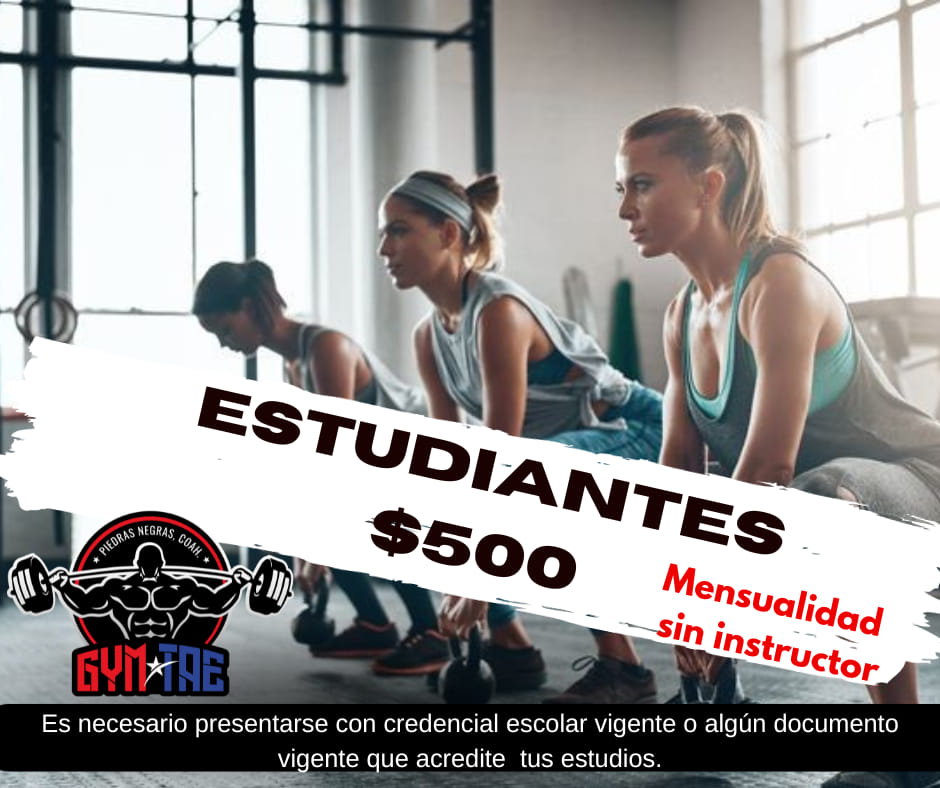 ESTUDIANTES
$500
Mensualidad
sin instructor
★ PIEDRAS NEGRAS, COAH. ★
GYM★TAE
Es necesario presentarse con credencial escolar vigente o algún documento
vigente que acredite  tus estudios.